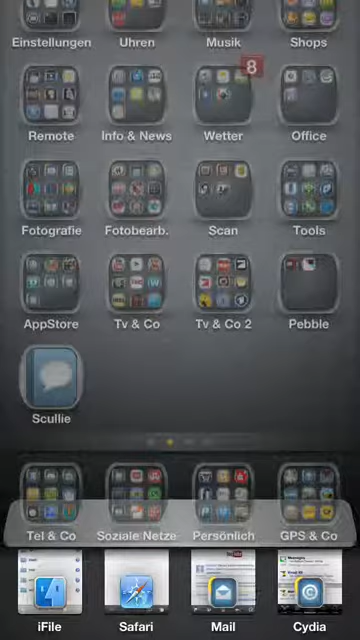 Einstellungen Uhren Musik Shops
8
Remote Info & News Wetter Office
Fotografie Fotobearb. Scan Tools
AppStore Tv & Co Tv & Co 2 Pebble
Scullie
Tel & Co Soziale Netze Persönlich GPS & Co
iFile Safari Mail Cydia